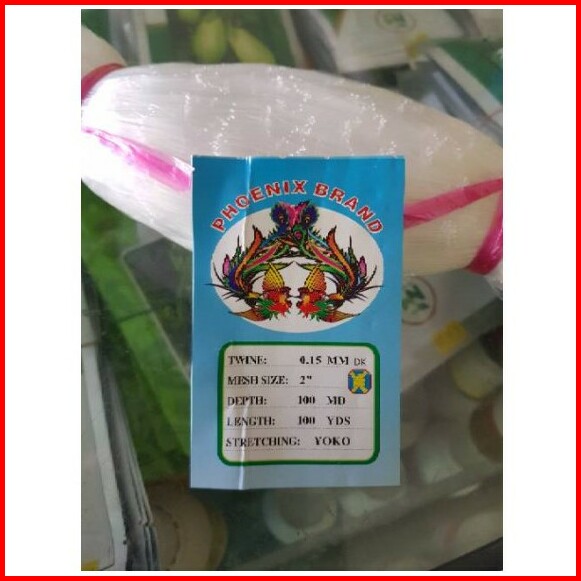 PHOENIX BRAND
TWINE: 0.15 MM DK
MESH SIZE: 2"
DEPTH: 100 MD
LENGTH: 100 YDS
STRETCHING: YOKO